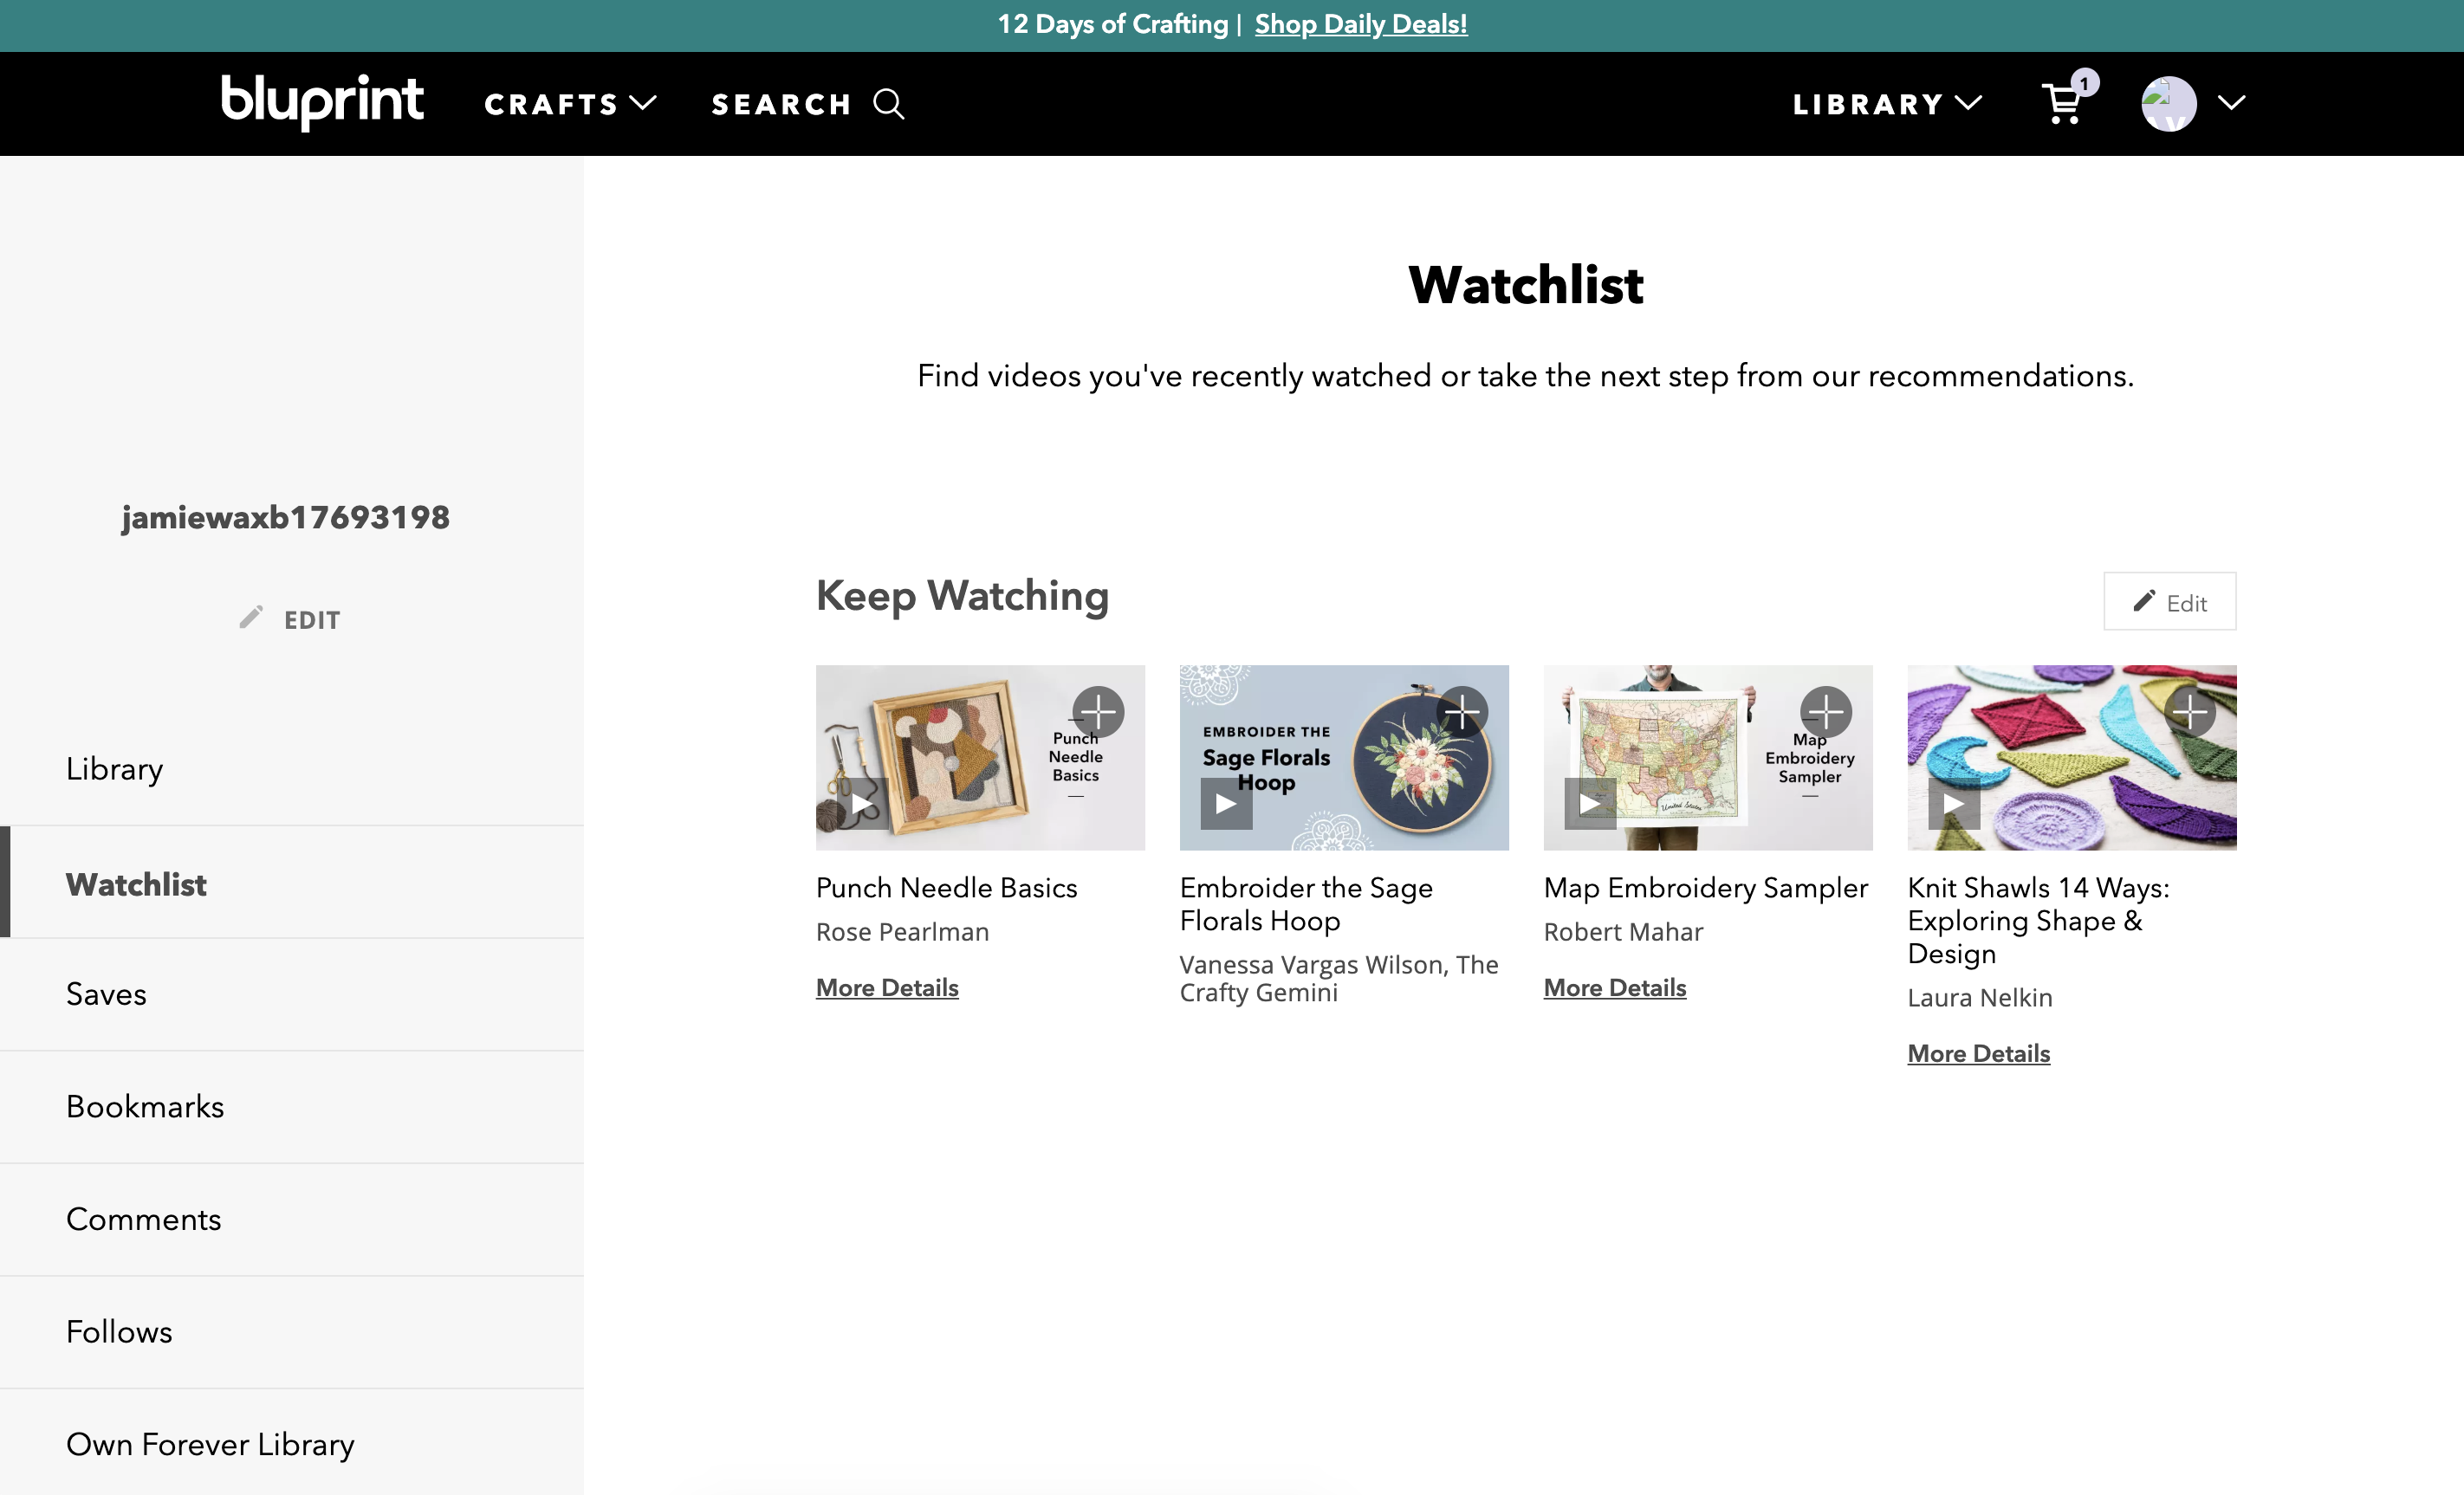 12 Days of Crafting | Shop Daily Deals!
bluprint CRAFTS SEARCH LIBRARY 1
Watchlist
Find videos you've recently watched or take the next step from our recommendations.
jamiewaxb17693198
EDIT
Library
Watchlist
Saves
Bookmarks
Comments
Follows
Own Forever Library
Keep Watching
Edit
Punch
Needle
Basics
Punch Needle Basics
Rose Pearlman
More Details
EMBROIDER THE
Sage Florals
Hoop
Embroider the Sage
Florals Hoop
Vanessa Vargas Wilson, The
Crafty Gemini
United States
Map
Embroidery
Sampler
Map Embroidery Sampler
Robert Mahar
More Details
Knit Shawls 14 Ways:
Exploring Shape &
Design
Laura Nelkin
More Details